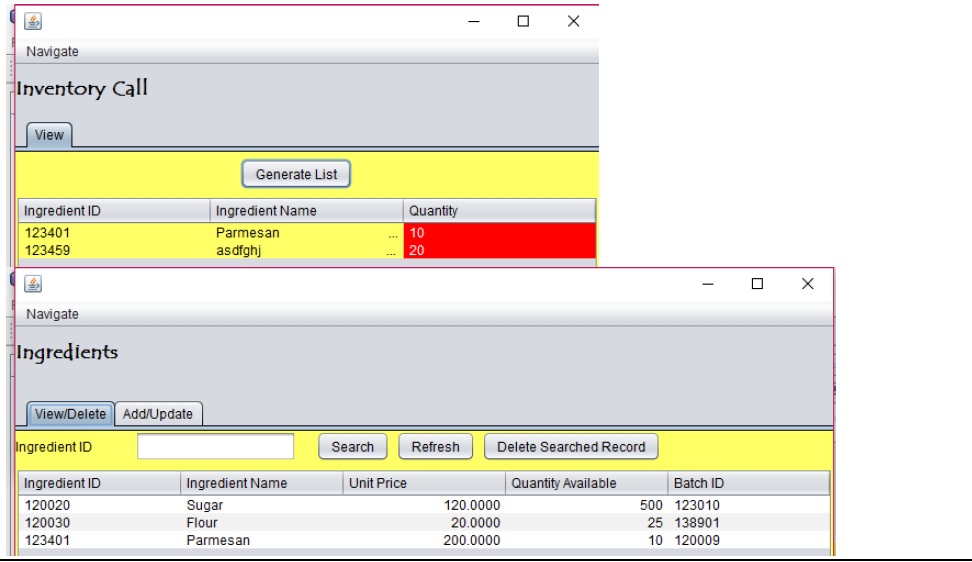 Navigate
Inventory Call
View
Generate List
Ingredient ID Ingredient Name Quantity
123401 Parmesan ... 10
123459 asdfghj ... 20
Navigate
Ingredients
View/Delete Add/Update
Ingredient ID Search Refresh Delete Searched Record
Ingredient ID Ingredient Name Unit Price Quantity Available Batch ID
120020 Sugar 120.0000 500 123010
120030 Flour 20.0000 25 138901
123401 Parmesan 200.0000 10 120009